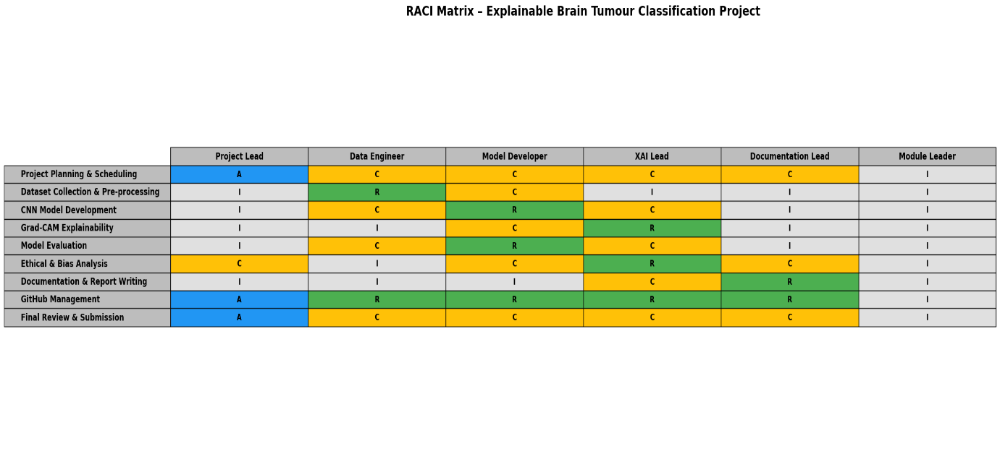 RACI Matrix – Explainable Brain Tumour Classification Project
Project Lead Data Engineer Model Developer XAI Lead Documentation Lead Module Leader
Project Planning & Scheduling A C C C C I
Dataset Collection & Pre-processing I R C I I I
CNN Model Development I C R C I I
Grad-CAM Explainability I I C R I I
Model Evaluation I C R C I I
Ethical & Bias Analysis C I C R C I
Documentation & Report Writing I I I C R I
GitHub Management A R R R R I
Final Review & Submission A C C C C I